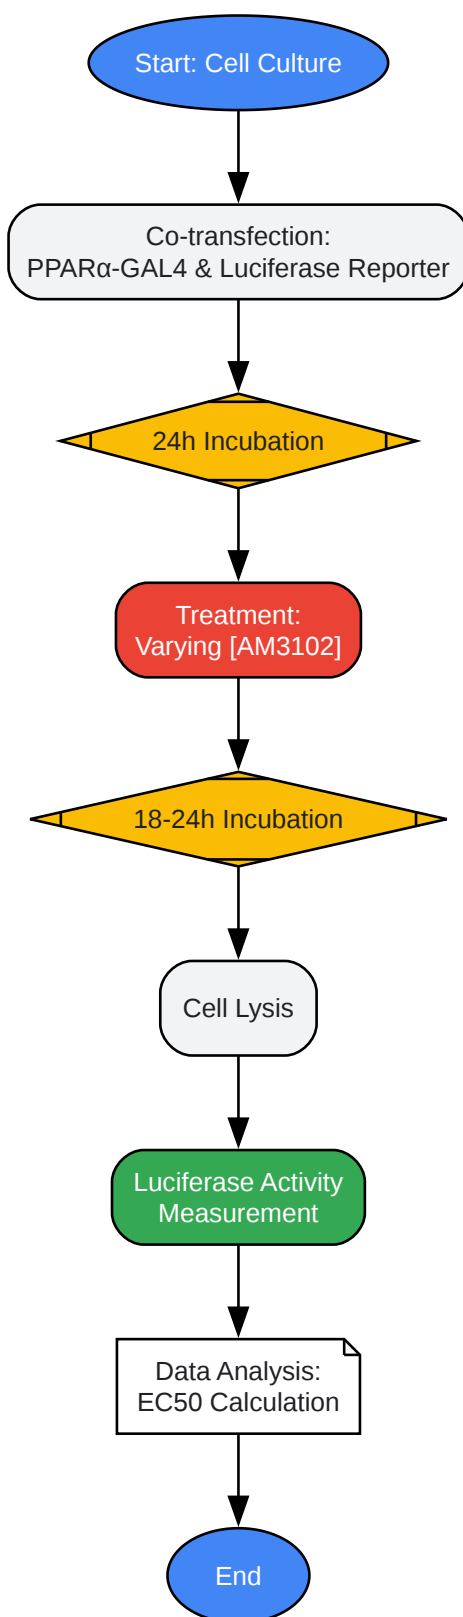 Start: Cell Culture
Co-transfection:
PPARα-GAL4 & Luciferase Reporter
24h Incubation
Treatment:
Varying [AM3102]
18-24h Incubation
Cell Lysis
Luciferase Activity
Measurement
Data Analysis:
EC50 Calculation
End